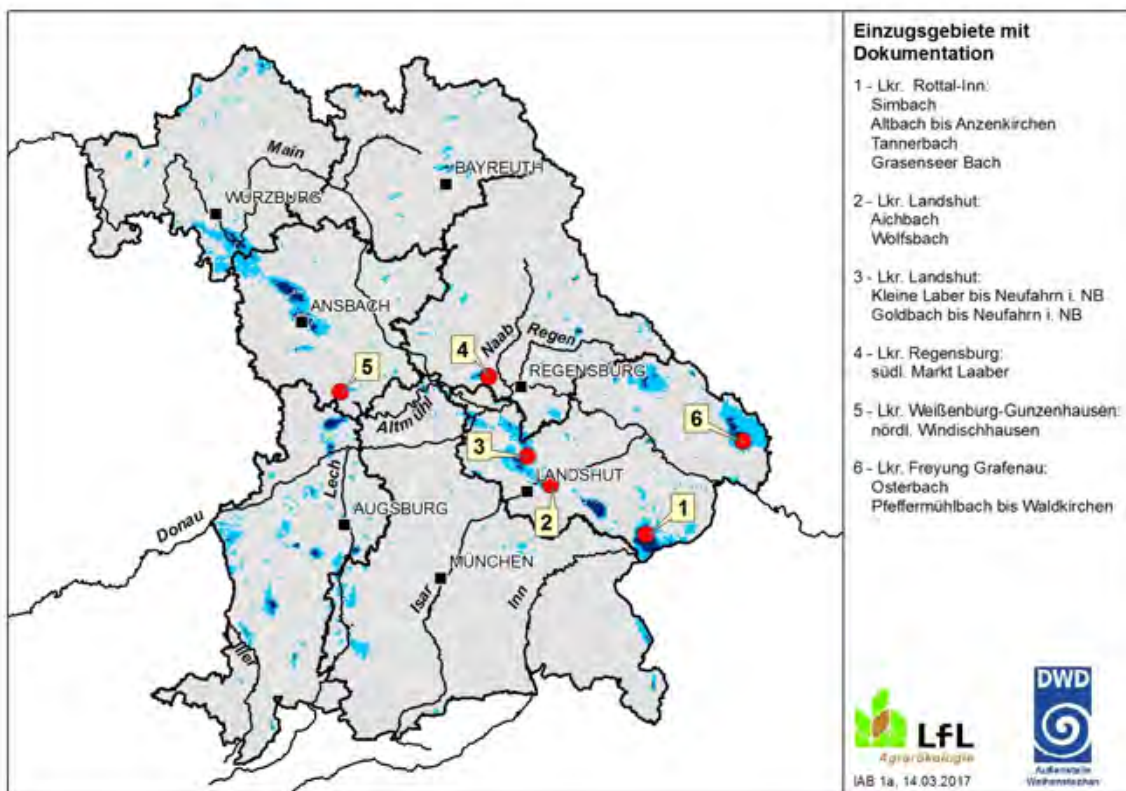 Main
BAYREUTH
WÜRZBURG
ANSBACH
Naab
Regen
4
5
REGENSBURG
Altmühl
6
3
LANDSHUT
Lech
Donau
AUGSBURG
2
1
MÜNCHEN
Isar
Inn
Iller
Einzugsgebiete mit
Dokumentation
1 - Lkr. Rottal-Inn:
Simbach
Altbach bis Anzenkirchen
Tannerbach
Grasenseer Bach
2 - Lkr. Landshut:
Aichbach
Wolfsbach
3 - Lkr. Landshut:
Kleine Laber bis Neufahrn i. NB
Goldbach bis Neufahrn i. NB
4 - Lkr. Regensburg:
südl. Markt Laaber
5 - Lkr. Weißenburg-Gunzenhausen:
nördl. Windischhausen
6 - Lkr. Freyung Grafenau:
Osterbach
Pfeffermühlbach bis Waldkirchen
LfL
Agrarökologie
IAB 1a, 14.03.2017
DWD
Außenstelle
Weihenstephan